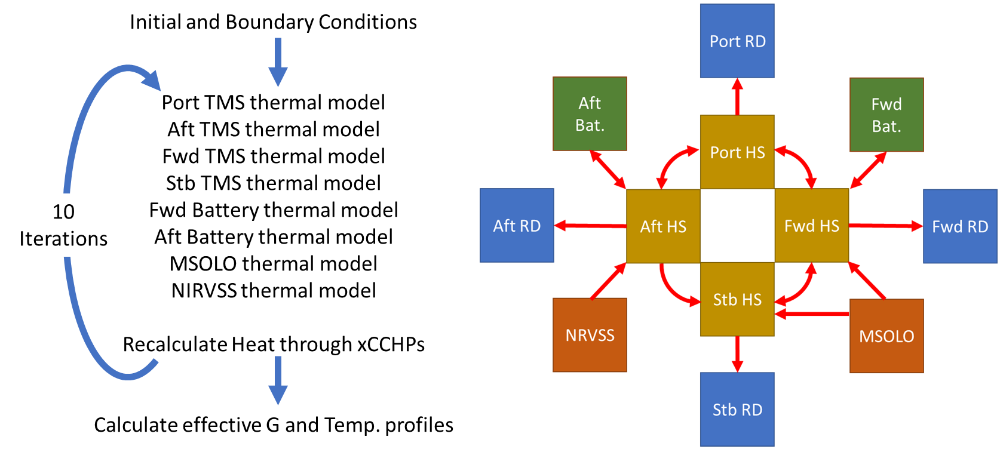 Initial and Boundary Conditions
Port TMS thermal model
Aft TMS thermal model
Fwd TMS thermal model
Stb TMS thermal model
Fwd Battery thermal model
Aft Battery thermal model
MSOLO thermal model
NIRVSS thermal model
10
Iterations
Recalculate Heat through xCCHPs
Calculate effective G and Temp. profiles
Port RD
Aft
Bat.
Fwd
Bat.
Port HS
Aft RD
Aft HS
Fwd HS
Fwd RD
Stb HS
NRVSS
MSOLO
Stb RD